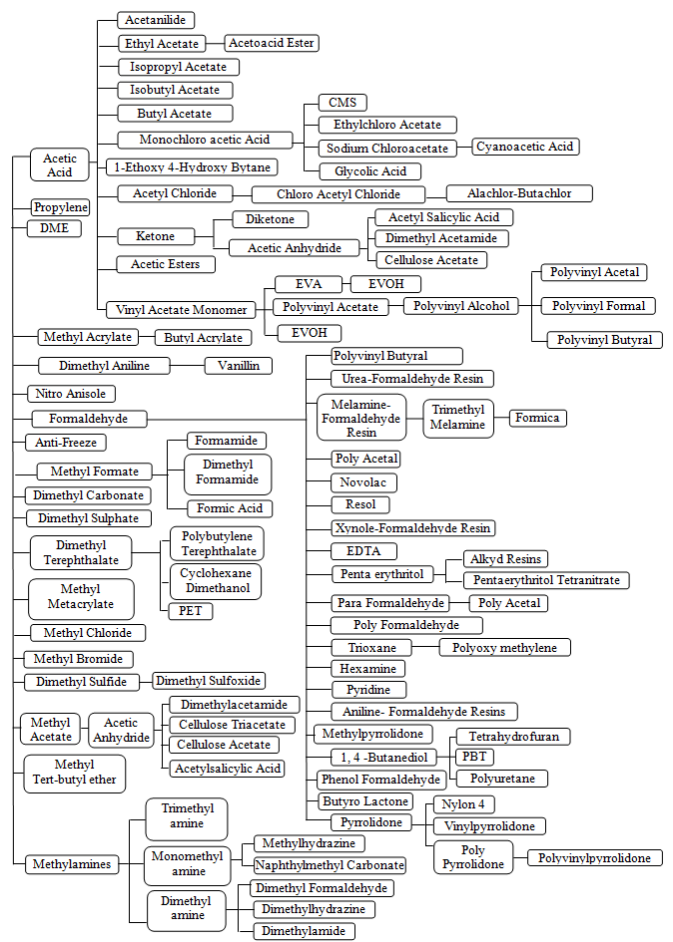 Acetanilide
Ethyl Acetate
Acetoacid Ester
Isopropyl Acetate
Isobutyl Acetate
Butyl Acetate
Monochloro acetic Acid
CMS
Ethylchloro Acetate
Sodium Chloroacetate
Cyanoacetic Acid
Glycolic Acid
Acetic
Acid
1-Ethoxy 4-Hydroxy Bytane
Acetyl Chloride
Chloro Acetyl Chloride
Alachlor-Butachlor
Propylene
DME
Ketone
Diketone
Acetic Anhydride
Acetyl Salicylic Acid
Dimethyl Acetamide
Cellulose Acetate
Acetic Esters
Vinyl Acetate Monomer
EVA
EVOH
Polyvinyl Acetate
Polyvinyl Alcohol
Polyvinyl Acetal
Polyvinyl Formal
Polyvinyl Butyral
EVOH
Methyl Acrylate
Butyl Acrylate
Dimethyl Aniline
Vanillin
Nitro Anisole
Formaldehyde
Polyvinyl Butyral
Urea-Formaldehyde Resin
Melamine-
Formaldehyde
Resin
Trimethyl
Melamine
Formica
Poly Acetal
Novolac
Resol
Xynole-Formaldehyde Resin
EDTA
Penta erythritol
Alkyd Resins
Pentaerythritol Tetranitrate
Para Formaldehyde
Poly Acetal
Poly Formaldehyde
Trioxane
Polyoxy methylene
Hexamine
Pyridine
Aniline- Formaldehyde Resins
Methylpyrrolidone
1, 4 -Butanediol
Tetrahydrofuran
PBT
Polyuretane
Phenol Formaldehyde
Butyro Lactone
Pyrrolidone
Nylon 4
Vinylpyrrolidone
Poly
Pyrrolidone
Polyvinylpyrrolidone
Anti-Freeze
Methyl Formate
Formamide
Dimethyl
Formamide
Formic Acid
Dimethyl Carbonate
Dimethyl Sulphate
Dimethyl
Terephthalate
Polybutylene
Terephthalate
Cyclohexane
Dimethanol
PET
Methyl
Metacrylate
Methyl Chloride
Methyl Bromide
Dimethyl Sulfide
Dimethyl Sulfoxide
Methyl
Acetate
Acetic
Anhydride
Dimethylacetamide
Cellulose Triacetate
Cellulose Acetate
Acetylsalicylic Acid
Methyl
Tert-butyl ether
Methylamines
Trimethyl
amine
Monomethyl
amine
Methylhydrazine
Naphthylmethyl Carbonate
Dimethyl
amine
Dimethyl Formaldehyde
Dimethylhydrazine
Dimethylamide